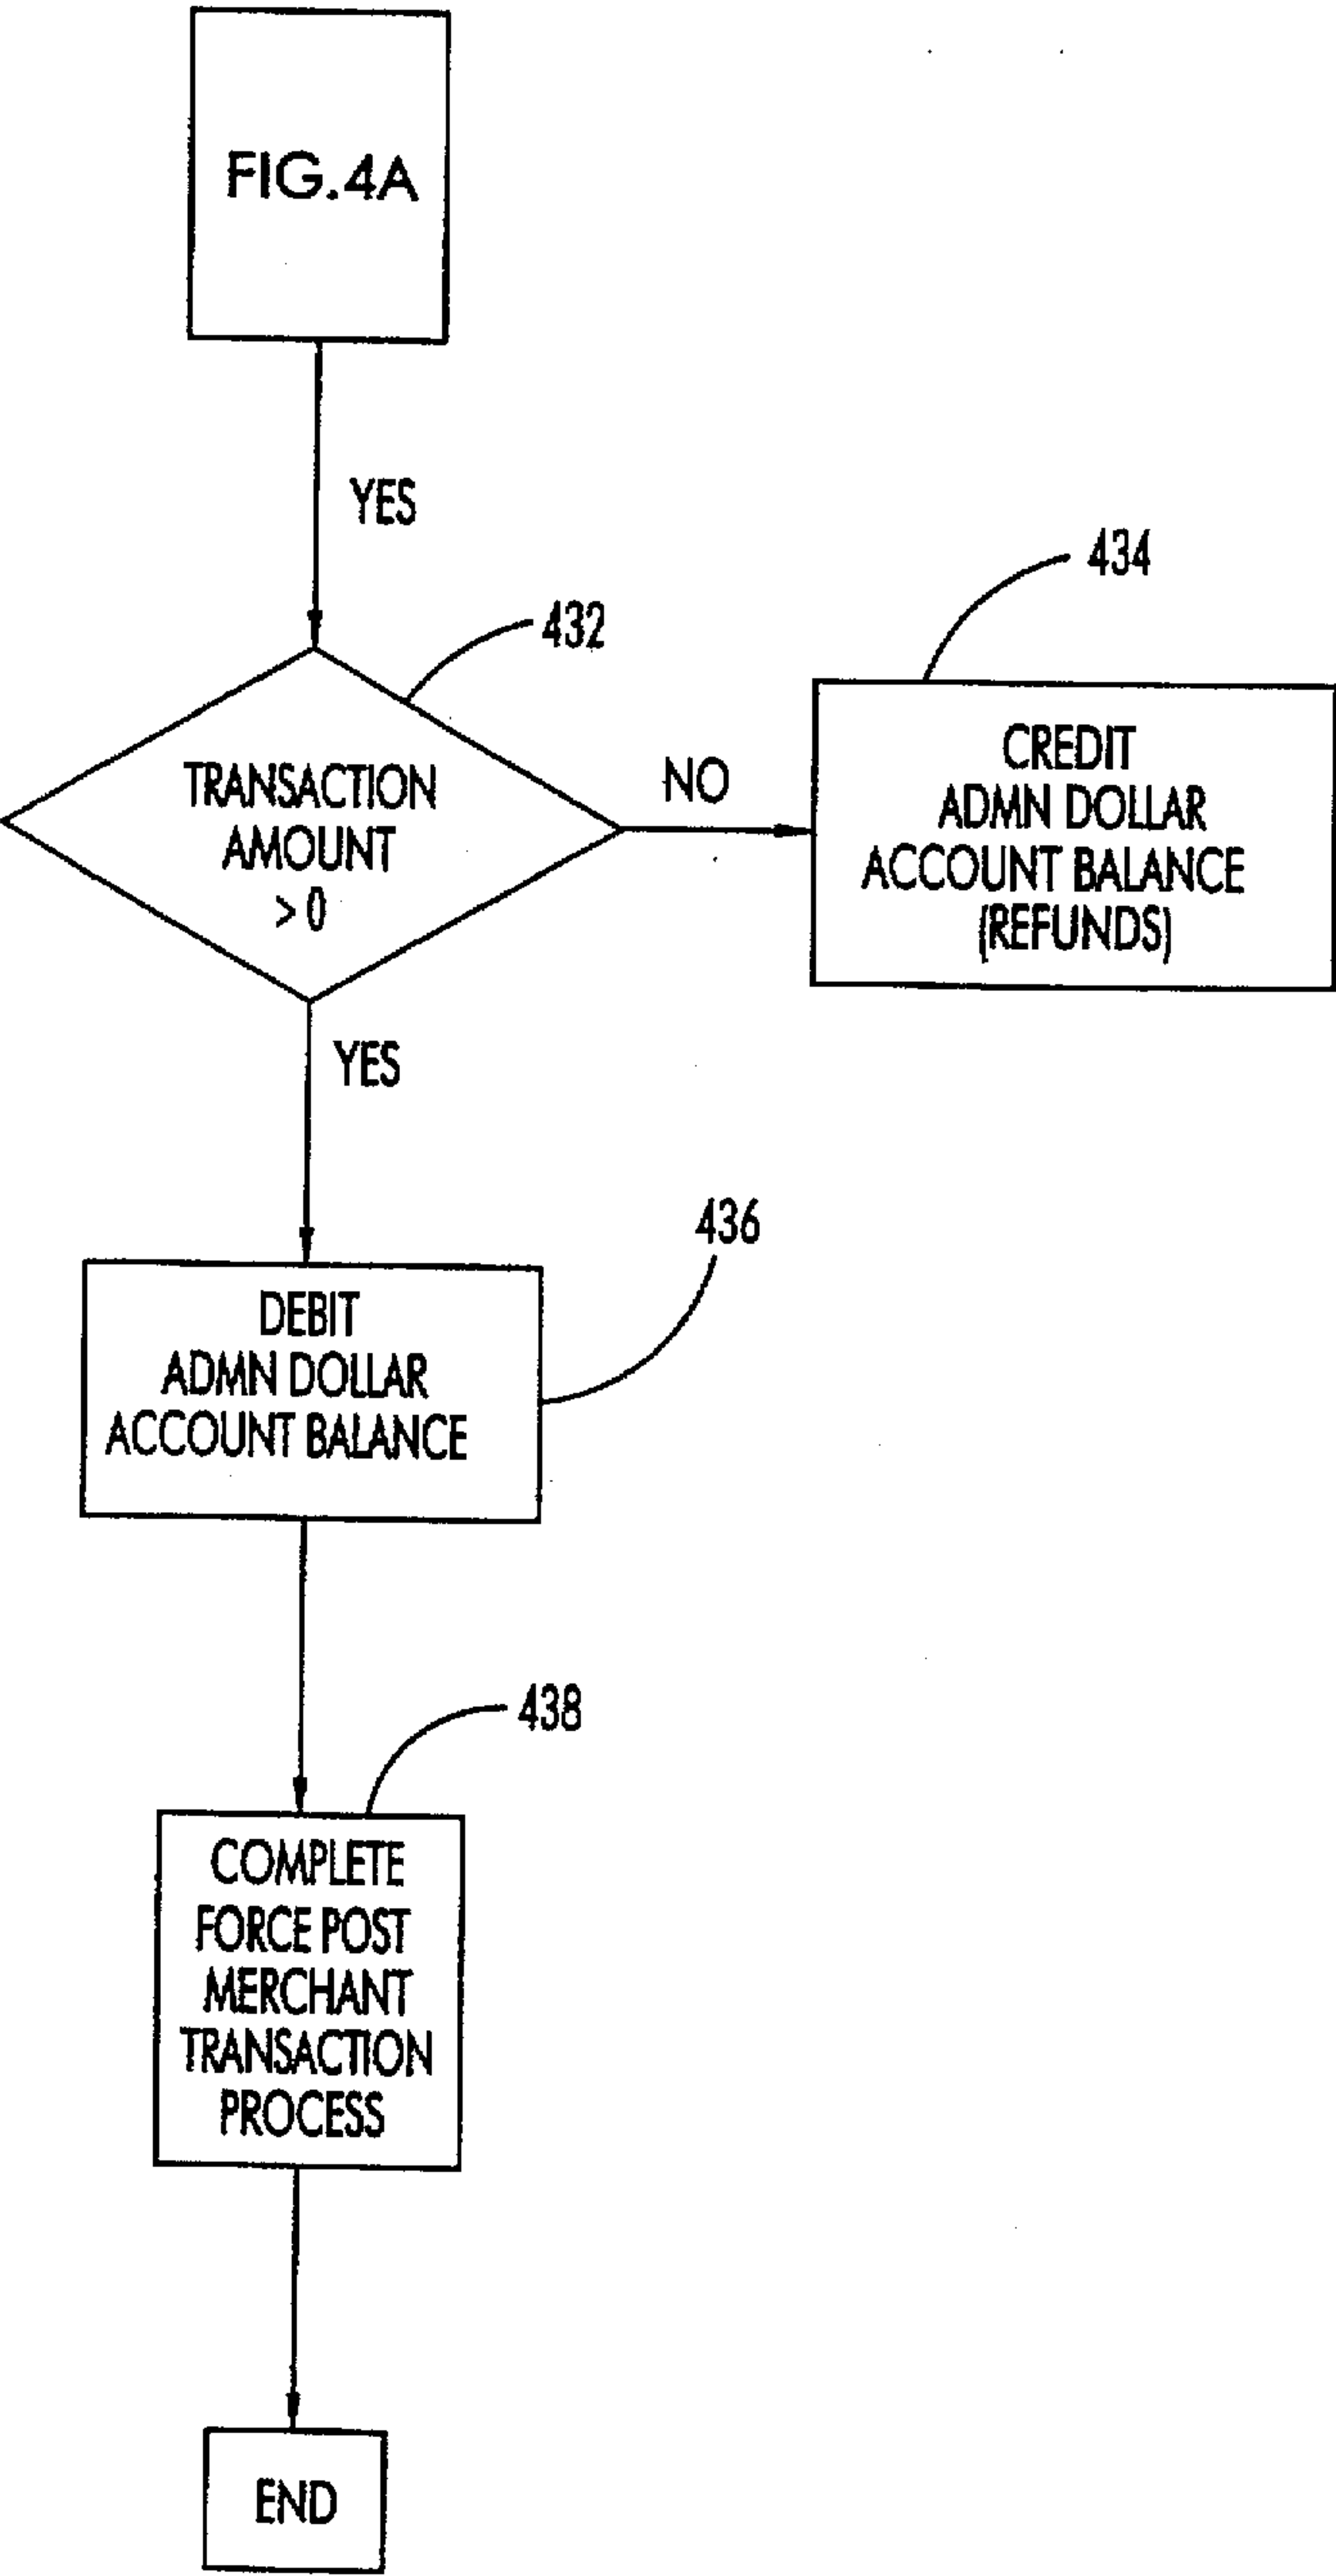 FIG.4A
YES
432
TRANSACTION
AMOUNT
> 0
NO
434
CREDIT
ADMN DOLLAR
ACCOUNT BALANCE
(REFUNDS)
YES
436
DEBIT
ADMN DOLLAR
ACCOUNT BALANCE
438
COMPLETE
FORCE POST
MERCHANT
TRANSACTION
PROCESS
END